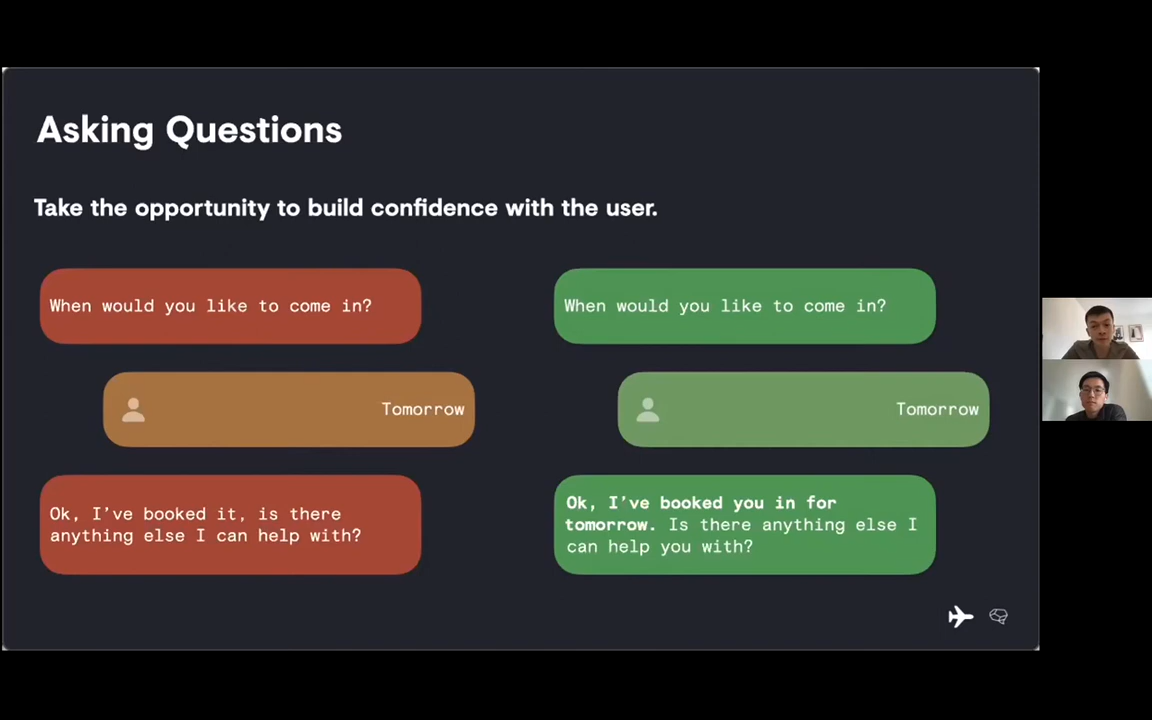 Asking Questions
Take the opportunity to build confidence with the user.
When would you like to come in?
Tomorrow
Ok, I’ve booked it, is there
anything else I can help with?
When would you like to come in?
Tomorrow
Ok, I’ve booked you in for
tomorrow. Is there anything else I
can help you with?